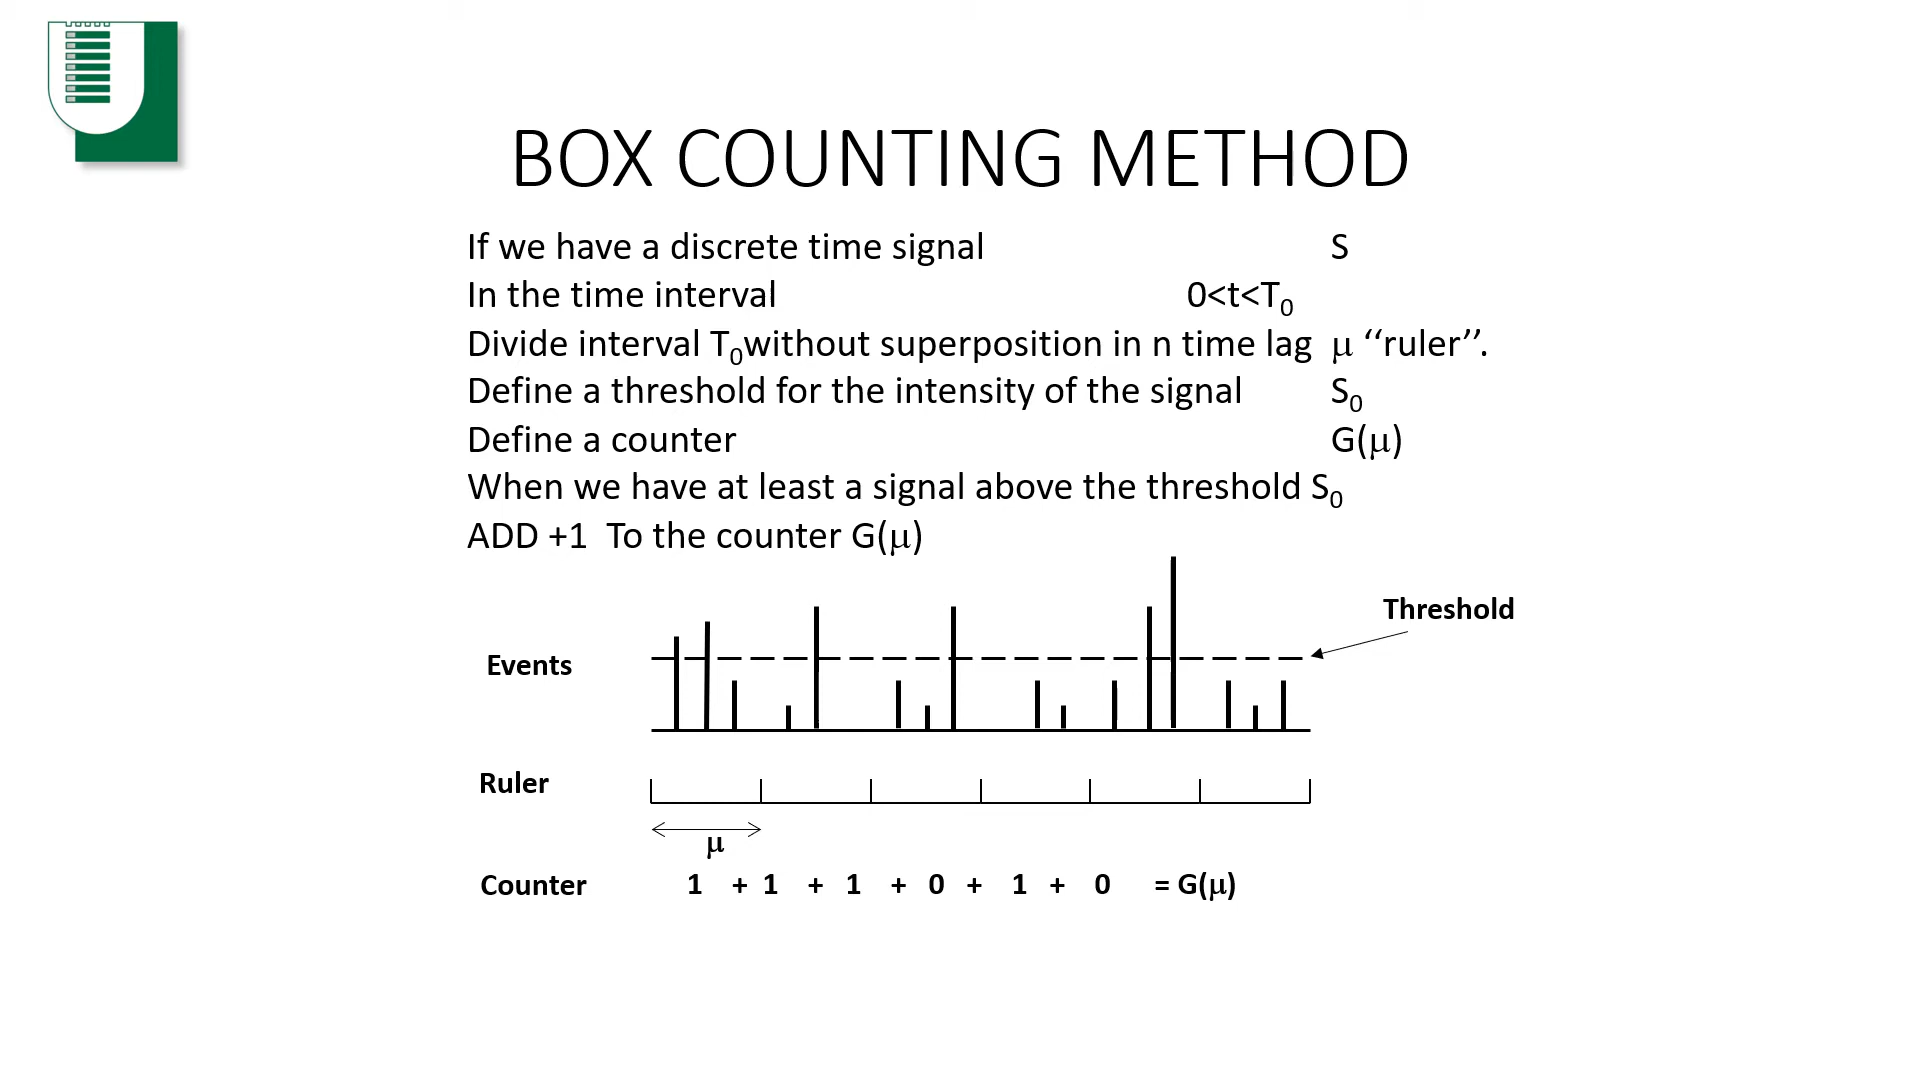 BOX COUNTING METHOD
If we have a discrete time signal S
In the time interval 0<t<T₀
Divide interval T₀without superposition in n time lag μ ‘‘ruler’’.
Define a threshold for the intensity of the signal S₀
Define a counter G(μ)
When we have at least a signal above the threshold S₀
ADD +1 To the counter G(μ)
Threshold
Events
Ruler
μ
Counter 1 + 1 + 1 + 0 + 1 + 0 = G(μ)